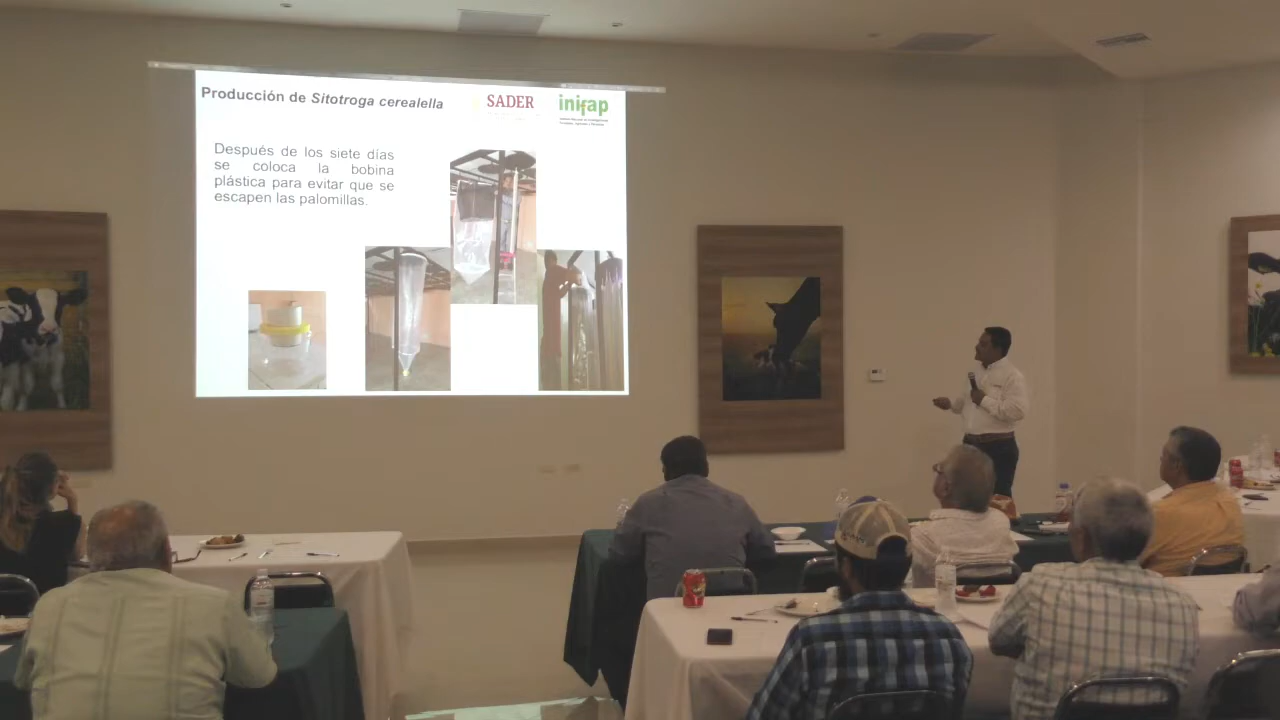 Producción de Sitotroga cerealella
SADER
inifap
Después de los siete días
se coloca la bobina
plástica para evitar que se
escapen las palomillas.